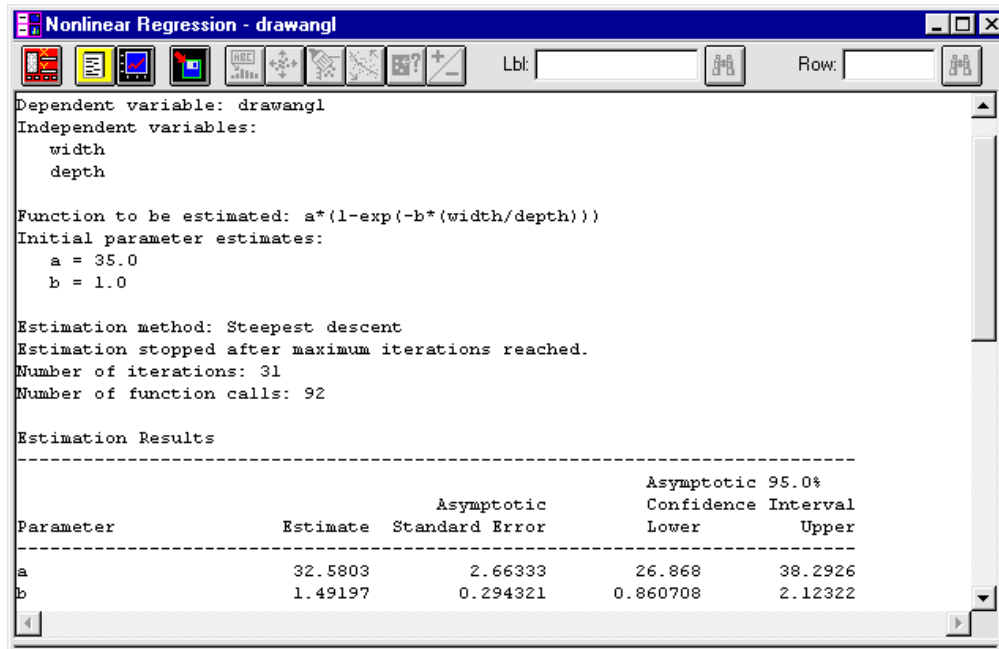 Nonlinear Regression - drawangl
Lbl:
Row:
Dependent variable: drawangl
Independent variables:
width
depth
Function to be estimated: a*(1-exp(-b*(width/depth)))
Initial parameter estimates:
a = 35.0
b = 1.0
Estimation method: Steepest descent
Estimation stopped after maximum iterations reached.
Number of iterations: 31
Number of function calls: 92
Estimation Results
--------------------------------------------------------------------------------
Asymptotic 95.0%
Asymptotic Confidence Interval
Parameter Estimate Standard Error Lower Upper
--------------------------------------------------------------------------------
a 32.5803 2.66333 26.868 38.2926
b 1.49197 0.294321 0.860708 2.12322